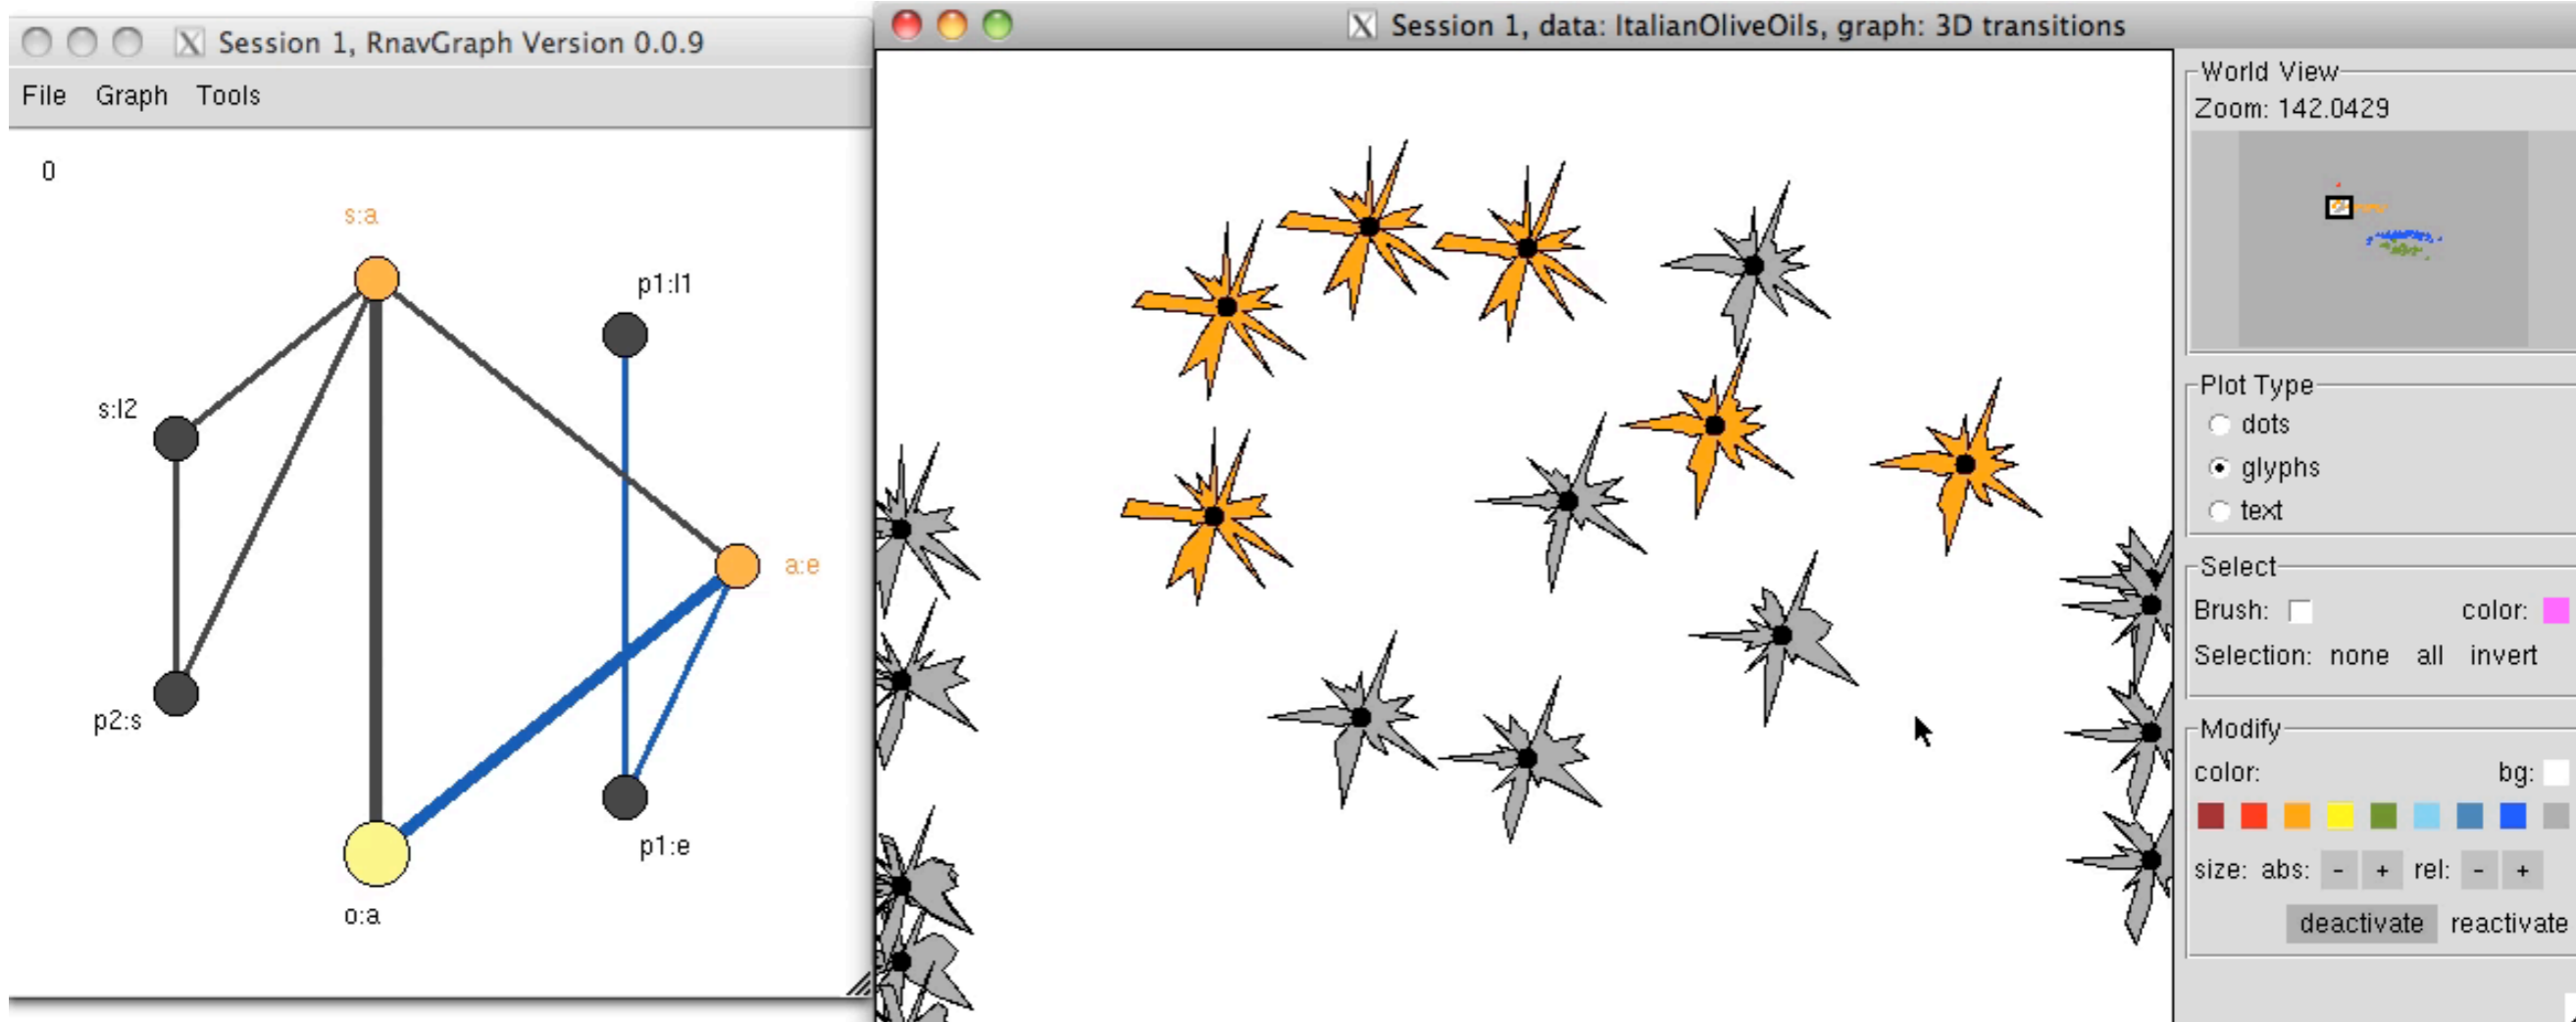 Session 1, RnavGraph Version 0.0.9
File Graph Tools
0
s:a
p1:l1
s:l2
a:e
p2:s
p1:e
o:a
Session 1, data: ItalianOliveOils, graph: 3D transitions
World View
Zoom: 142.0429
Plot Type
dots
glyphs
text
Select
Brush: color:
Selection: none all invert
Modify
color: bg:
size: abs: - + rel: - +
deactivate reactivate